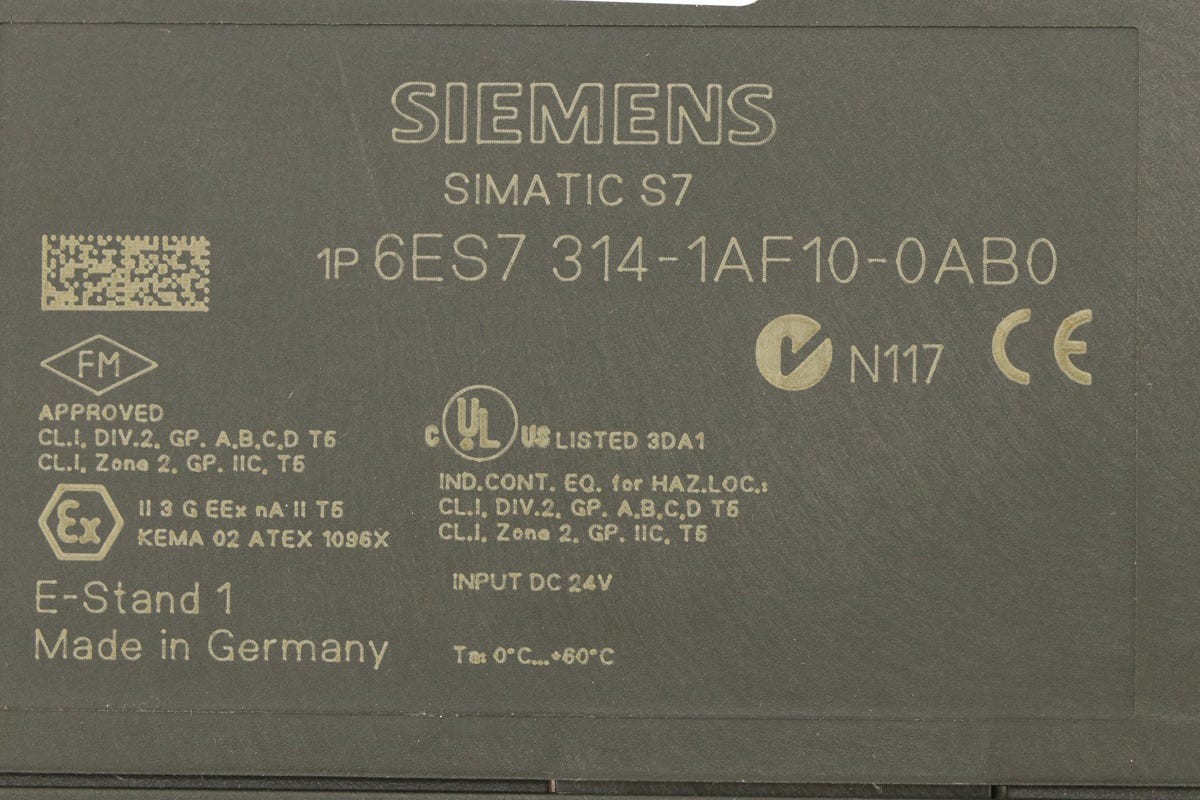 SIEMENS
SIMATIC S7
1P 6ES7 314-1AF10-0AB0
N117 CE
FM
APPROVED
CL.I, DIV.2, GP. A,B,C,D T5
CL.I, Zone 2, GP. IIC, T5
Ex II 3 G EEx nA II T5
KEMA 02 ATEX 1096X
E-Stand 1
Made in Germany
C UL US LISTED 3DA1
IND.CONT. EQ. for HAZ.LOC.:
CL.I, DIV.2, GP. A,B,C,D T5
CL.I, Zone 2, GP. IIC, T5
INPUT DC 24V
Ta: 0°C...+60°C